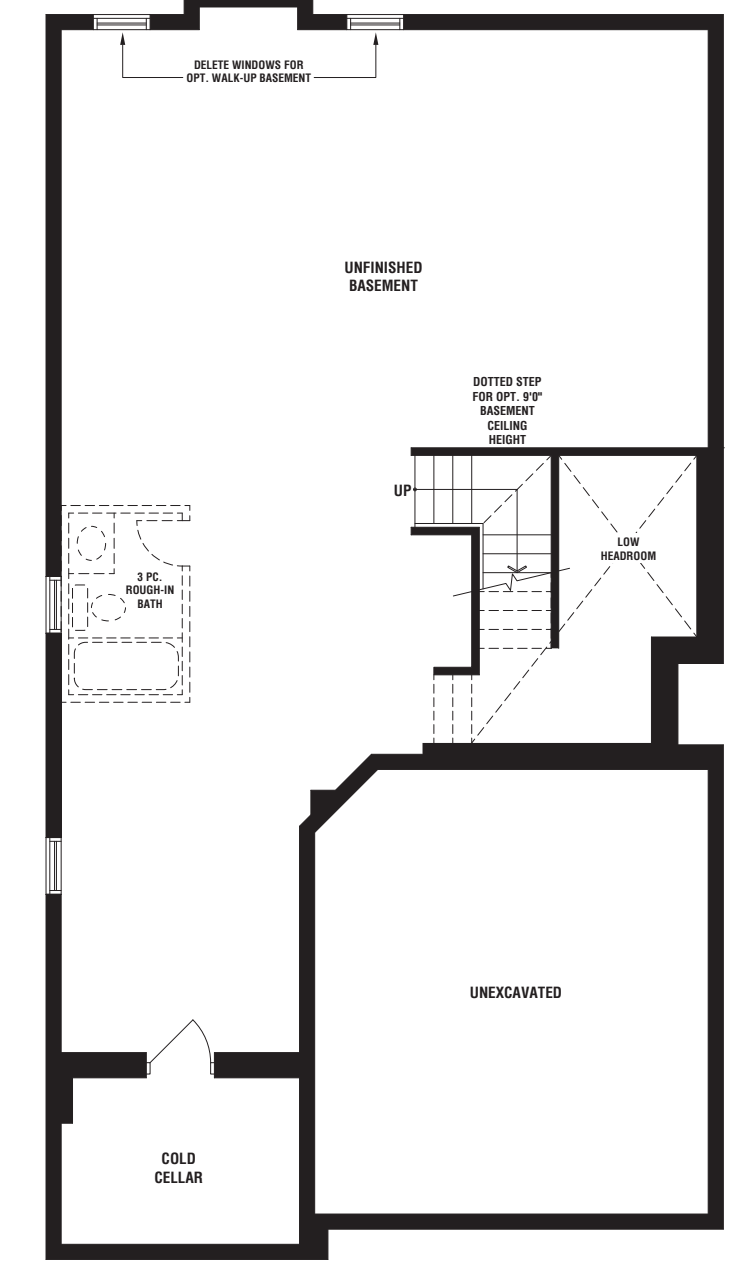 DELETE WINDOWS FOR
OPT. WALK-UP BASEMENT
UNFINISHED
BASEMENT
DOTTED STEP
FOR OPT. 9'0"
BASEMENT
CEILING
HEIGHT
UP
LOW
HEADROOM
3 PC.
ROUGH-IN
BATH
UNEXCAVATED
COLD
CELLAR